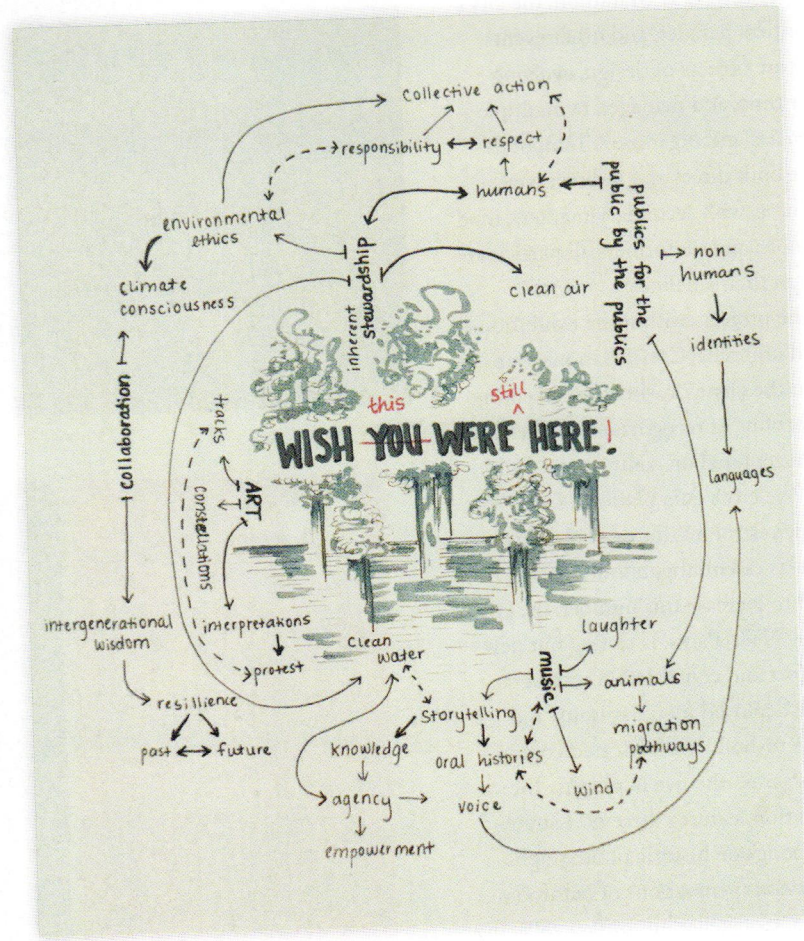 collective action
responsibility
respect
humans
publics for the
public by the publics
non-
humans
environmental
ethics
inherent
stewardship
clean air
climate
consciousness
identities
collaboration
this
still
WISH YOU WERE HERE!
tracks
ART
constellations
languages
intergenerational
wisdom
interpretations
protest
clean
water
laughter
music
animals
resillience
past
future
storytelling
migration
pathways
knowledge
oral histories
wind
agency
voice
empowerment